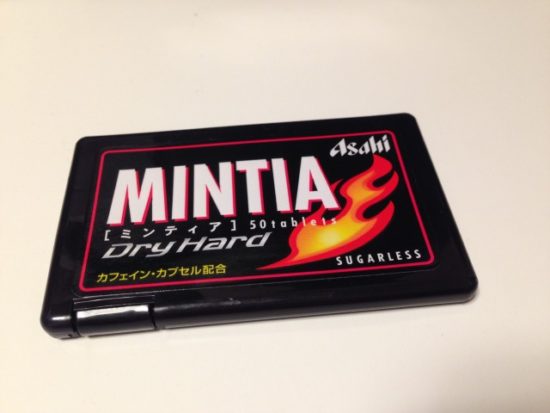 Asahi
MINTIA
[ミンティア] 50tablets
Dry Hard
カフェイン・カプセル配合
SUGARLESS